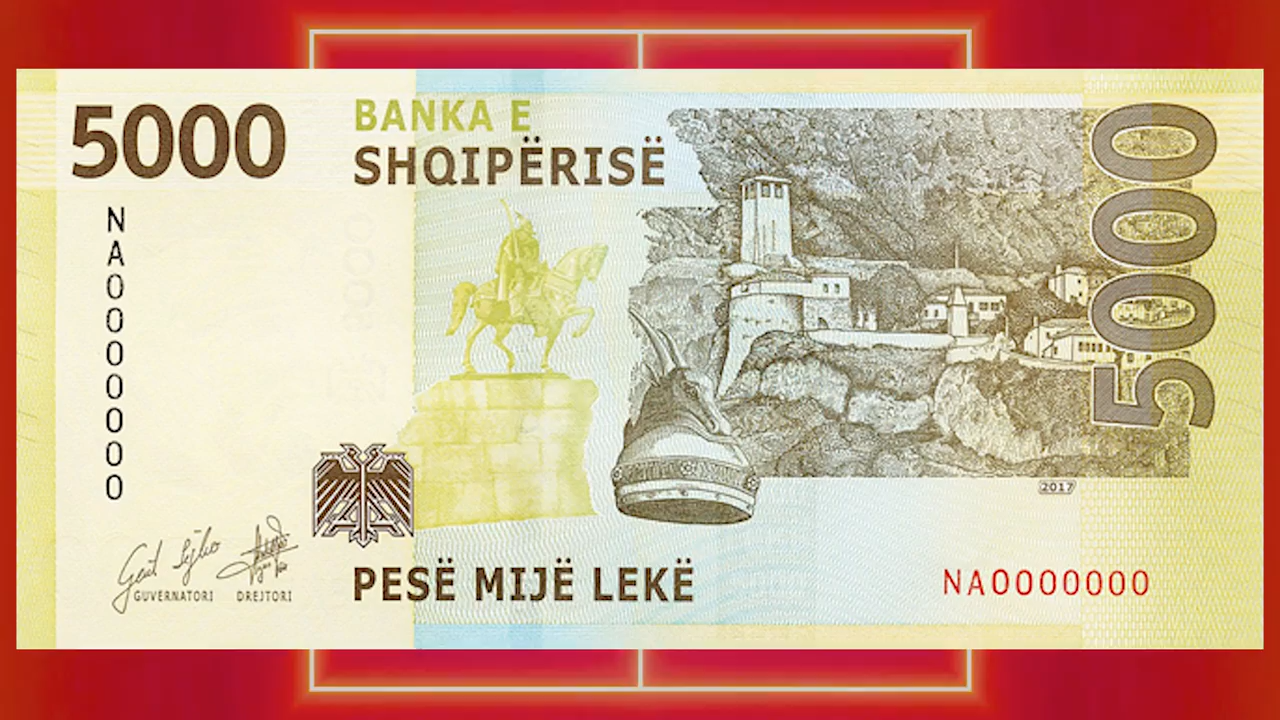 5000
BANKA E
SHQIPËRISË
5000
NA0000000
2017
GUVERNATORI DREJTORI
PESË MIJË LEKË
NA0000000